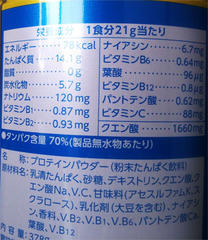 栄養成分 1食分21g当たり
エネルギー 78kcal
たんぱく質 14.1g
脂質 0g
炭水化物 5.7g
ナトリウム 120mg
ビタミンB1 0.87mg
ビタミンB2 0.93mg
ナイアシン 6.7mg
ビタミンB6 0.64mg
葉酸 96μg
ビタミンB12 0.8μg
パントテン酸 0.62mg
クエン酸 1660mg
●タンパク含量 70%(製品無水物あたり)
名称:プロテインパウダー(粉末たんぱく飲料)
原材料名:乳清たんぱく、砂糖、デキストリン、クエン酸、
クエン酸Na、V.C、甘味料(アセスルファムK、ス
クラロース)、乳化剤(大豆を含む)、ナイアシ
ン、香料、V.B2、V.B1、V.B6、パントテン酸Ca、
葉酸、V.B12
378g